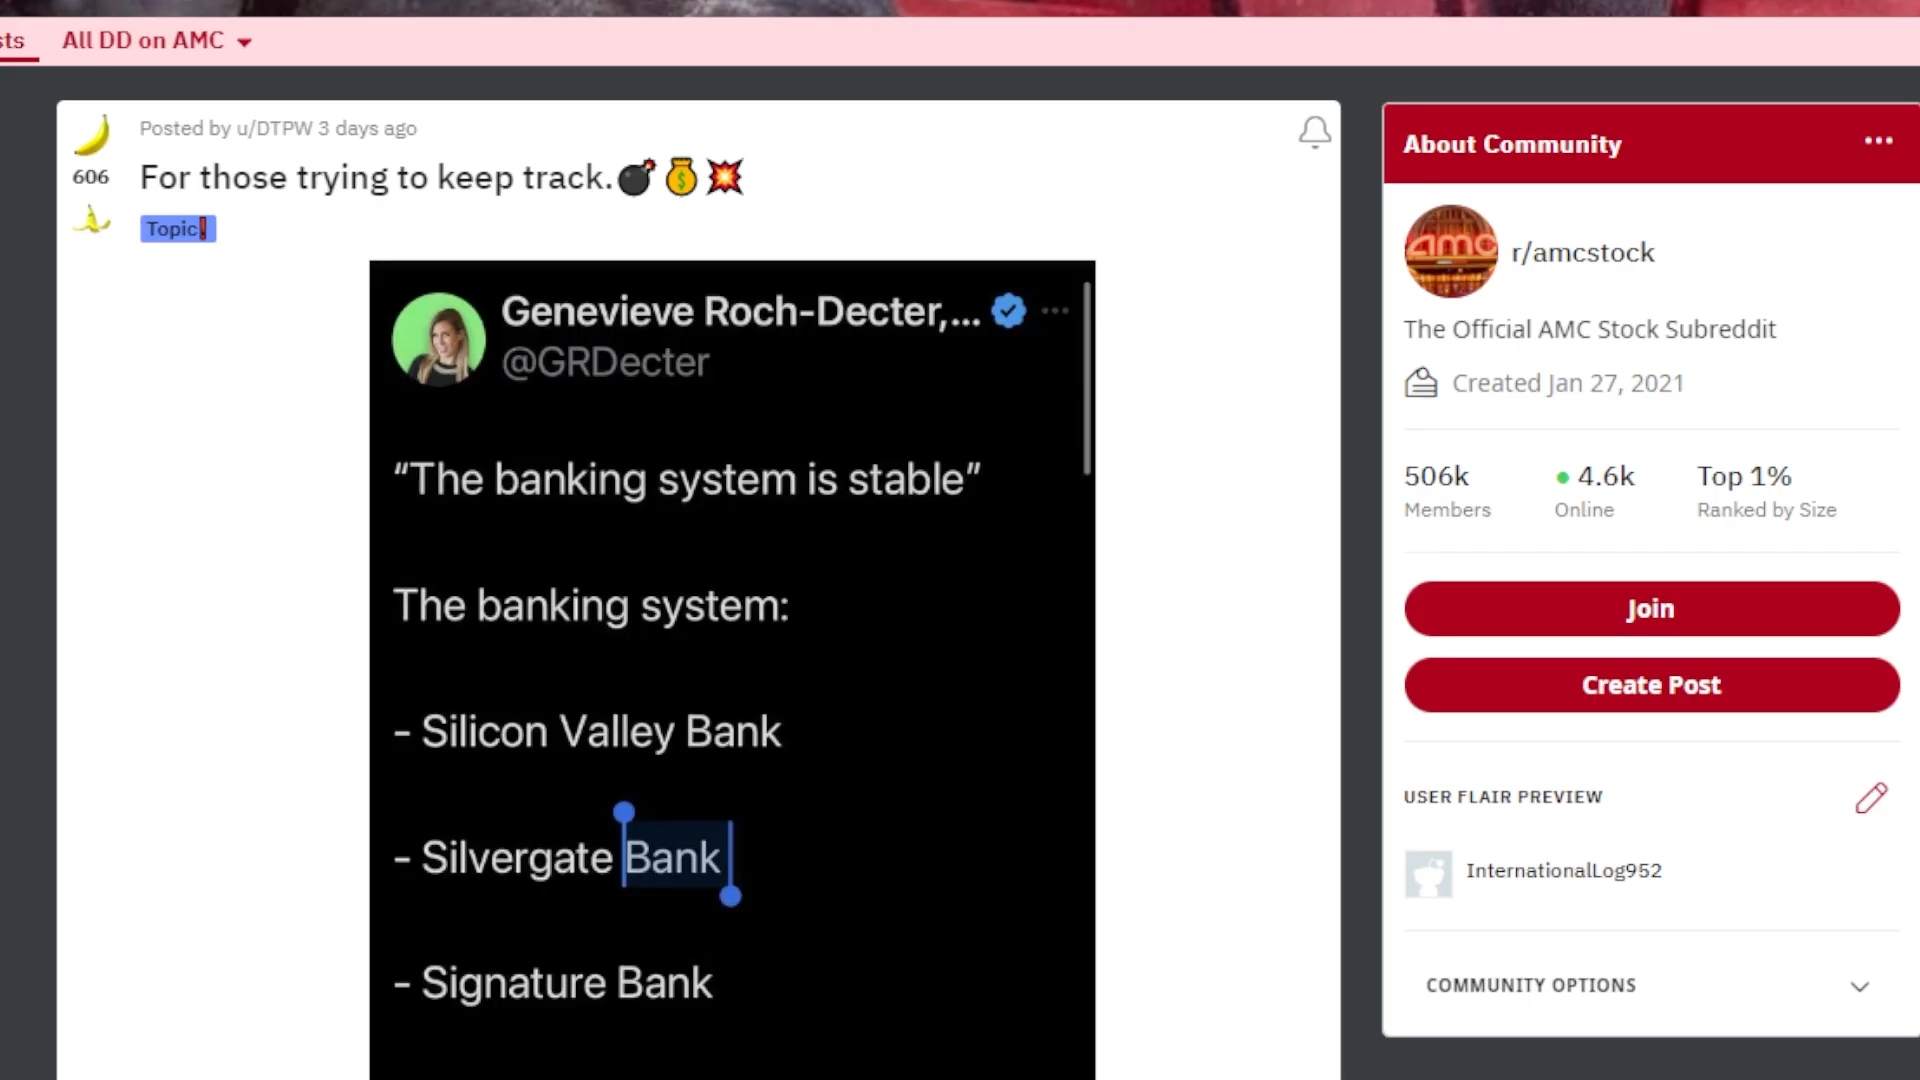 sts
All DD on AMC
Posted by u/DTPW 3 days ago
606
For those trying to keep track.💣💰💥
Topic❗
Genevieve Roch-Decter,...
@GRDecter
“The banking system is stable”
The banking system:
- Silicon Valley Bank
- Silvergate Bank
- Signature Bank
About Community
amc
r/amcstock
The Official AMC Stock Subreddit
Created Jan 27, 2021
506k
Members
4.6k
Online
Top 1%
Ranked by Size
Join
Create Post
USER FLAIR PREVIEW
InternationalLog952
COMMUNITY OPTIONS